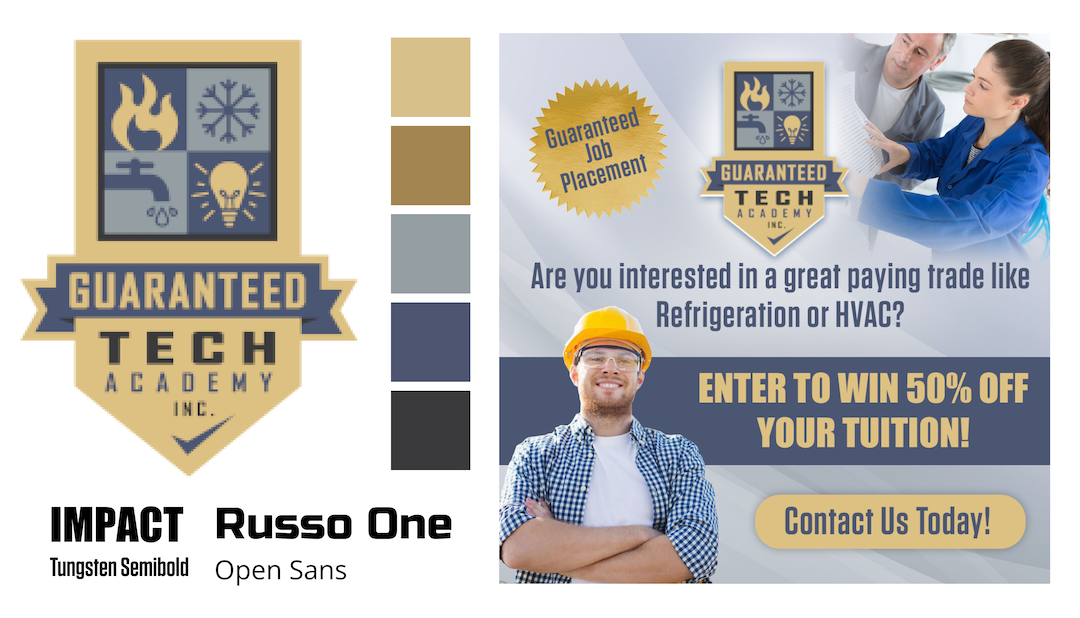 GUARANTEED
TECH
ACADEMY
INC.
IMPACT
Tungsten Semibold
Russo One
Open Sans
Guaranteed
Job
Placement
GUARANTEED
TECH
ACADEMY
INC.
Are you interested in a great paying trade like
Refrigeration or HVAC?
ENTER TO WIN 50% OFF
YOUR TUITION!
Contact Us Today!